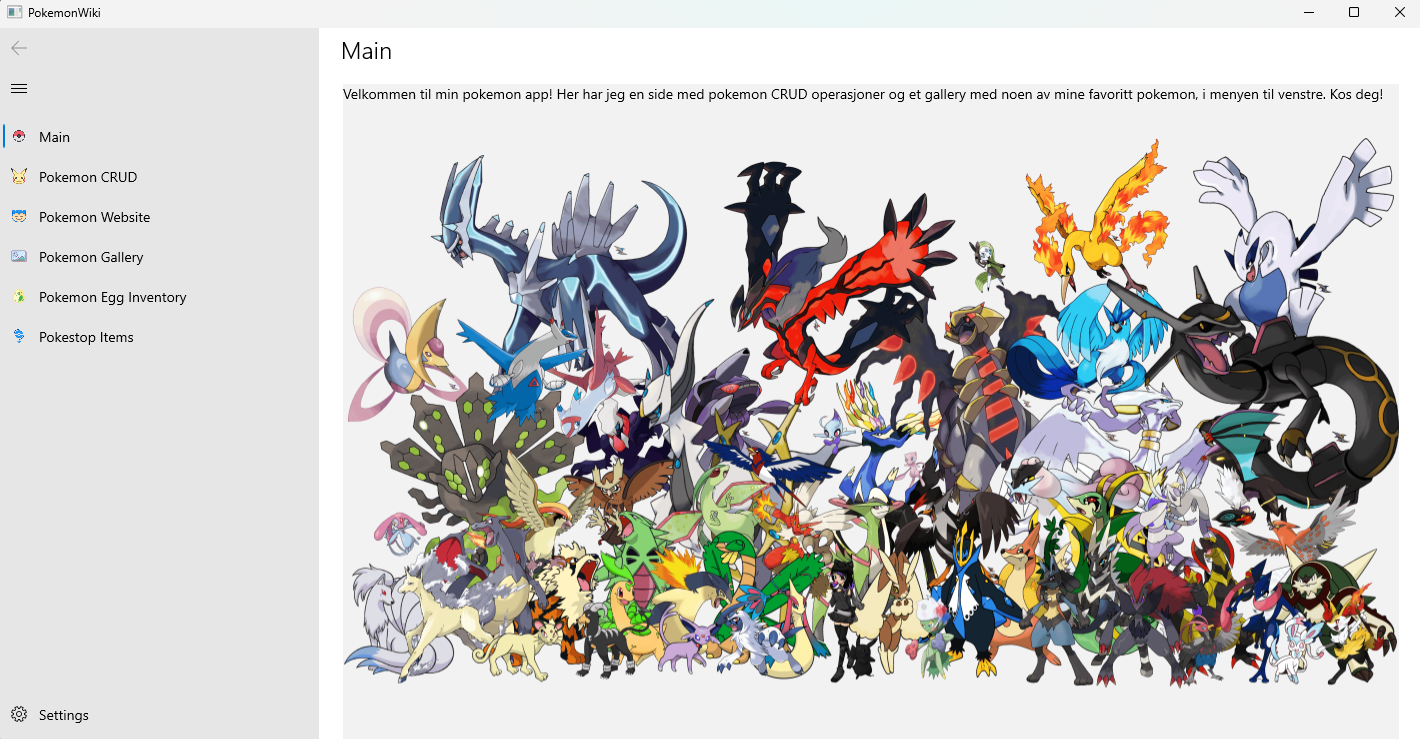 PokemonWiki
Main
Velkommen til min pokemon app! Her har jeg en side med pokemon CRUD operasjoner og et gallery med noen av mine favoritt pokemon, i menyen til venstre. Kos deg!
Main
Pokemon CRUD
Pokemon Website
Pokemon Gallery
Pokemon Egg Inventory
Pokestop Items
Settings